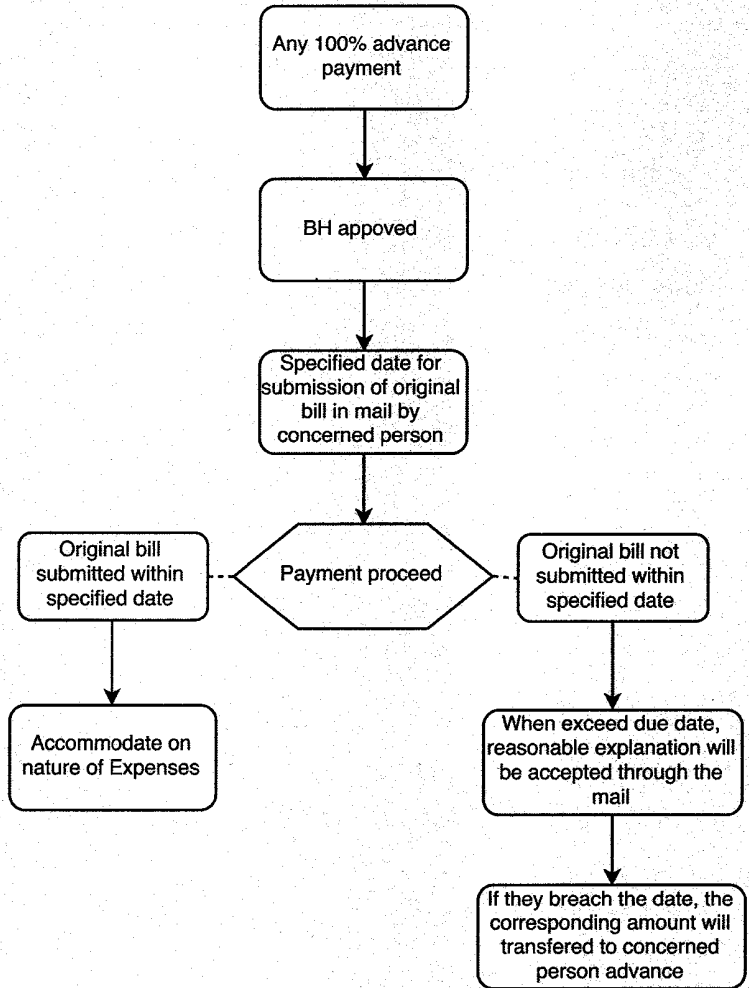 Any 100% advance
payment
BH appoved
Specified date for
submission of original
bill in mail by
concerned person
Payment proceed
Original bill
submitted within
specified date
Accommodate on
nature of Expenses
Original bill not
submitted within
specified date
When exceed due date,
reasonable explanation will
be accepted through the
mail
If they breach the date, the
corresponding amount will
transfered to concerned
person advance